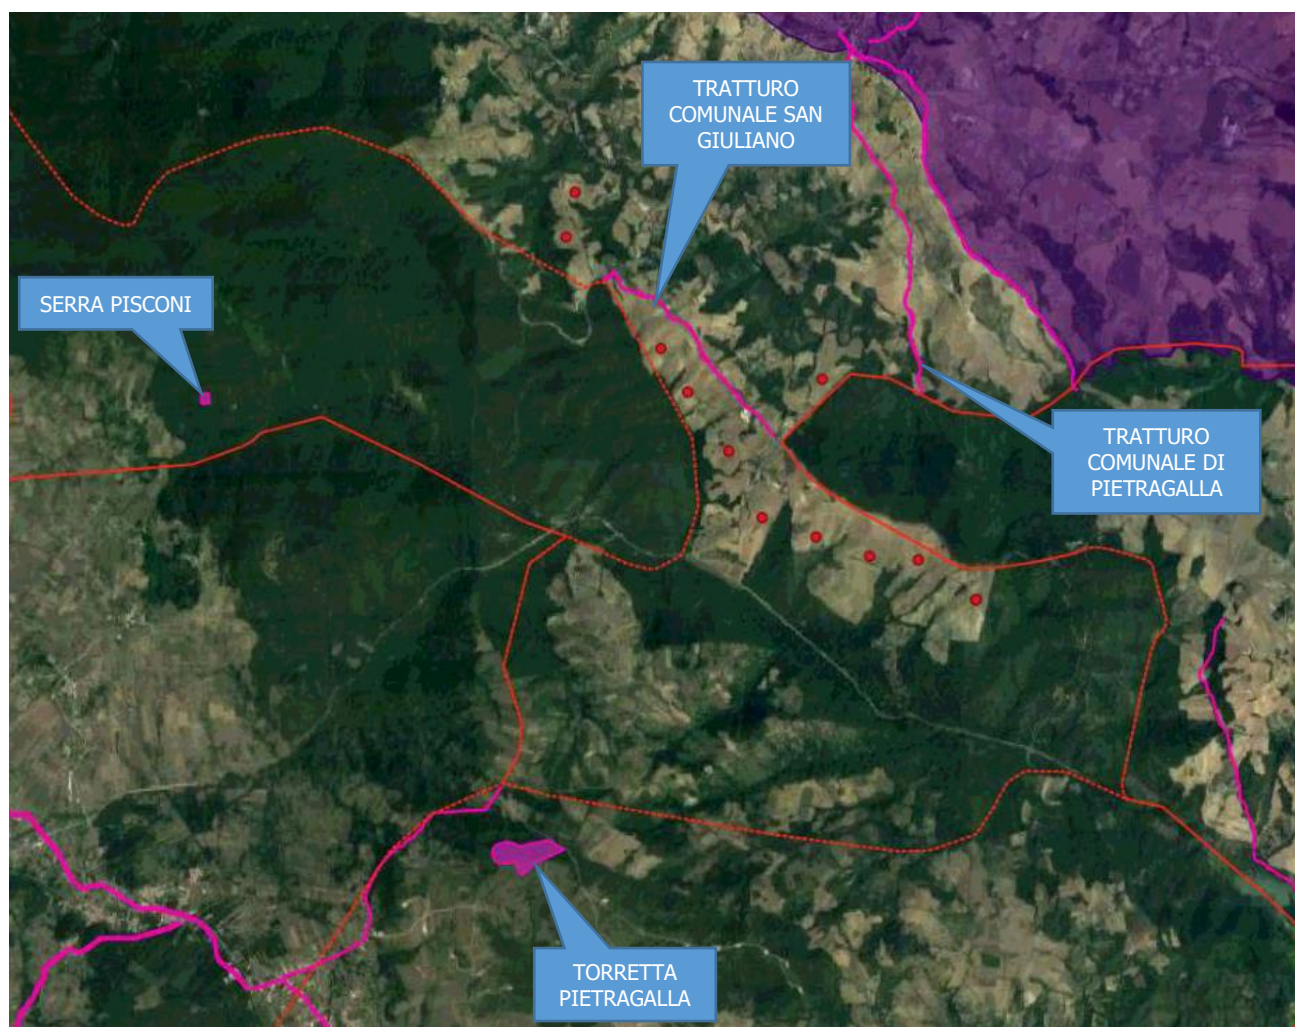 TRATTURO
COMUNALE SAN
GIULIANO
SERRA PISCONI
TRATTURO
COMUNALE DI
PIETRAGALLA
TORRETTA
PIETRAGALLA